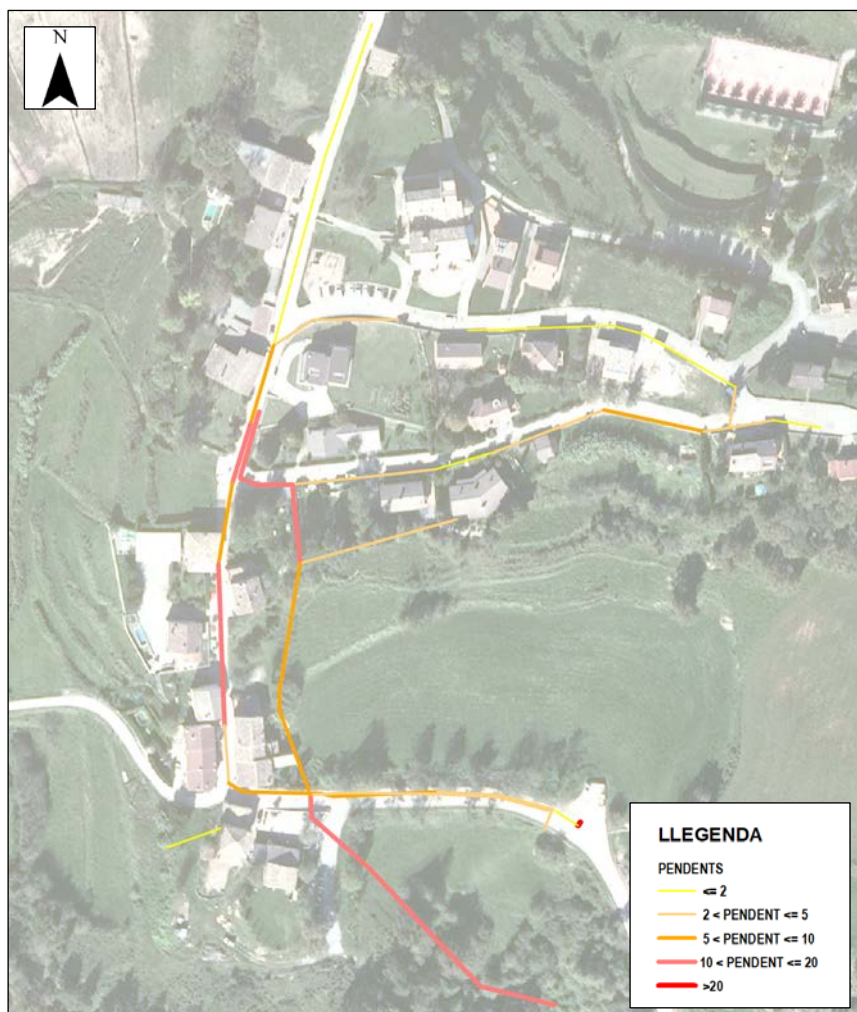 N
LLEGENDA
PENDENTS
<= 2
2 < PENDENT <= 5
5 < PENDENT <= 10
10 < PENDENT <= 20
>20